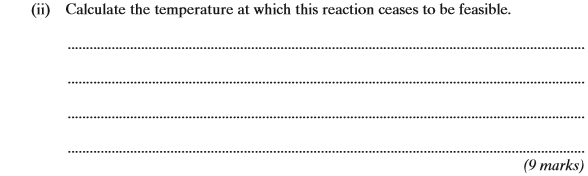 (ii) Calculate the temperature at which this reaction ceases to be feasible.
(9 marks)